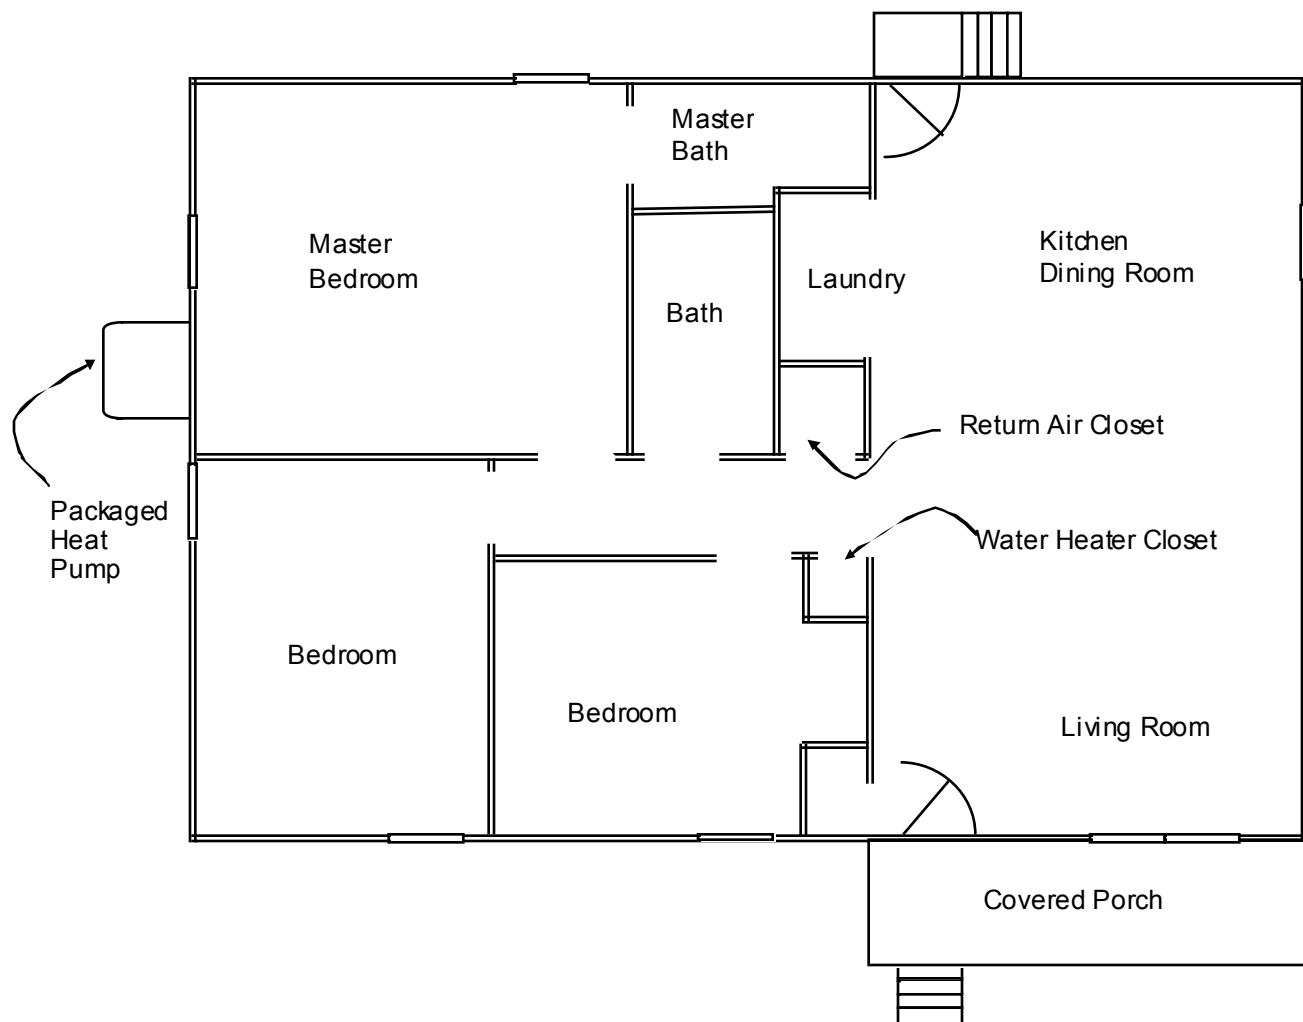 Master
Bath
Master
Bedroom
Kitchen
Dining Room
Laundry
Bath
Return Air Closet
Packaged
Heat
Pump
Water Heater Closet
Bedroom
Bedroom
Living Room
Covered Porch